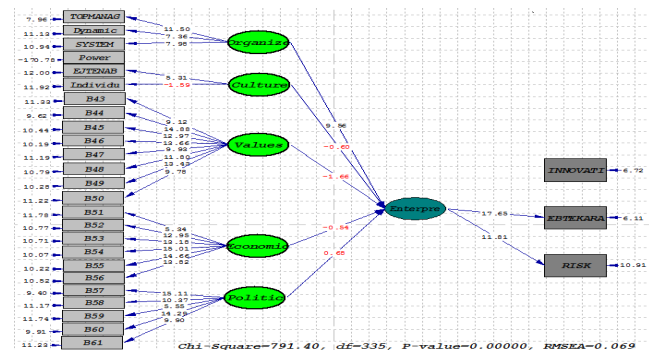 7.96 TOPMANAG
11.13 Dynamic
10.94 SYSTEM
-170.78 Power
12.00 EJTENAB
11.92 Individu
11.33 B43
9.62 B44
10.44 B45
10.19 B46
11.19 B47
10.79 B48
10.28 B49
11.22 B50
11.78 B51
10.77 B52
10.71 B53
10.07 B54
10.22 B55
10.52 B56
9.40 B57
11.17 B58
11.74 B59
9.91 B60
11.23 B61
11.50
7.36
7.98
5.31
-1.59
9.12
14.88
12.97
13.66
9.93
11.80
13.43
9.78
5.34
12.95
13.18
15.01
14.66
13.82
15.11
10.37
5.55
14.29
9.90
Organize
Culture
Values
Economic
Politic
9.86
-0.60
-1.66
-0.84
0.68
Enterpre
17.65
11.81
INNOVATI 6.72
EBTEKARA 6.11
RISK 10.91
Chi-Square=791.40, df=335, P-value=0.00000, RMSEA=0.069